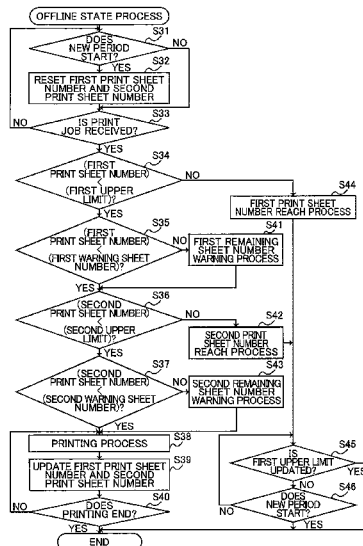 OFFLINE STATE PROCESS
S31
DOES
NEW PERIOD
START?
NO
YES
S32
RESET FIRST PRINT SHEET
NUMBER AND SECOND
PRINT SHEET NUMBER
S33
NO
IS PRINT
JOB RECEIVED?
YES
S34
(FIRST
PRINT SHEET NUMBER)
<
(FIRST UPPER
LIMIT)?
NO
S44
FIRST PRINT SHEET
NUMBER REACH PROCESS
YES
S35
(FIRST
PRINT SHEET NUMBER)
<
(FIRST WARNING SHEET
NUMBER)?
NO
S41
FIRST REMAINING
SHEET NUMBER
WARNING PROCESS
YES
S36
(SECOND
PRINT SHEET NUMBER)
<
(SECOND UPPER
LIMIT)?
NO
S42
SECOND PRINT
SHEET NUMBER
REACH PROCESS
YES
S37
(SECOND
PRINT SHEET NUMBER)
<
(SECOND WARNING SHEET
NUMBER)?
NO
S43
SECOND REMAINING
SHEET NUMBER
WARNING PROCESS
YES
PRINTING PROCESS
S38
S39
UPDATE FIRST PRINT SHEET
NUMBER AND SECOND
PRINT SHEET NUMBER
S40
NO
DOES
PRINTING END?
YES
S45
IS
FIRST UPPER LIMIT
UPDATED?
YES
NO
S46
NO
DOES
NEW PERIOD
START?
YES
END